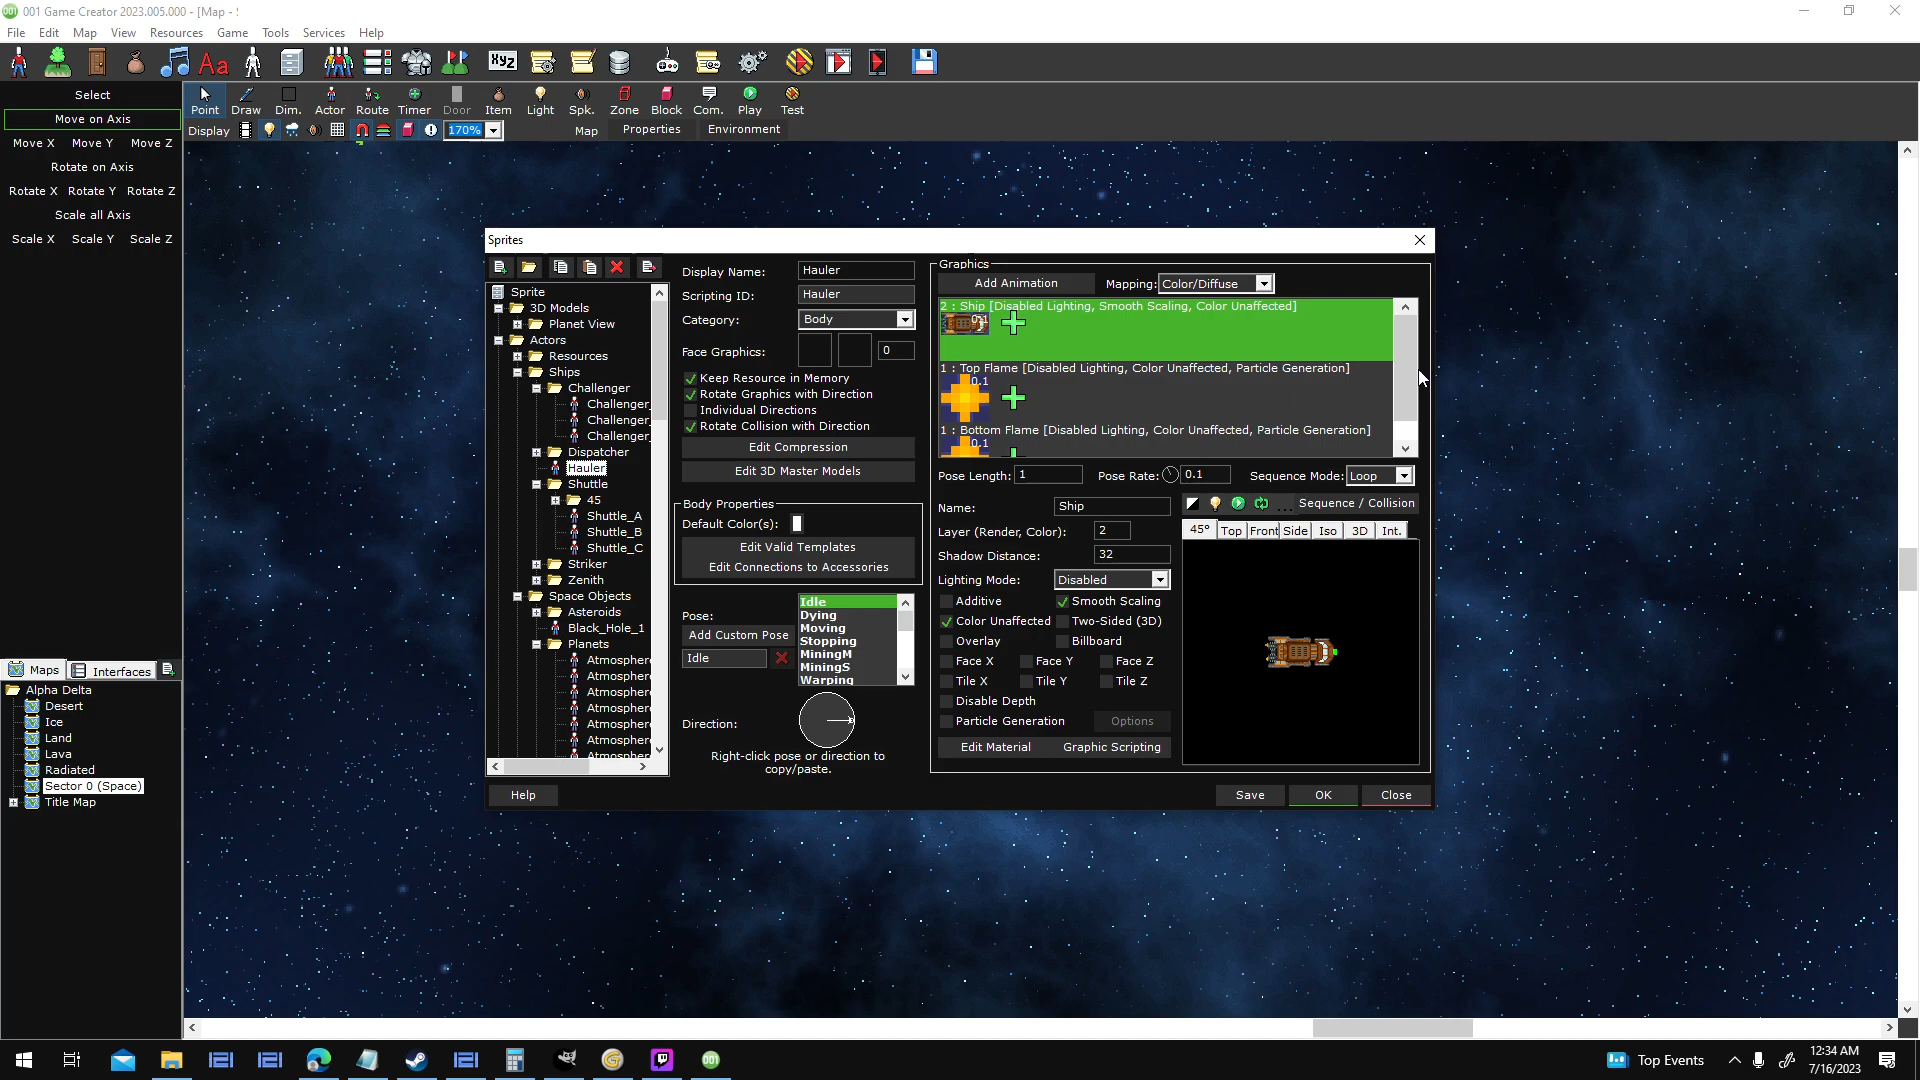 001 Game Creator 2023.005.000 - [Map -
File Edit Map View Resources Game Tools Services Help
Aa XYZ
Select
Point Draw Dim. Actor Route Timer Door Item Light Spk. Zone Block Com. Play Test
Move on Axis
Display 170% Map Properties Environment
Move X Move Y Move Z
Rotate on Axis
Rotate X Rotate Y Rotate Z
Scale all Axis
Scale X Scale Y Scale Z
Maps Interfaces
Alpha Delta
Desert
Ice
Land
Lava
Radiated
Sector 0 (Space)
Title Map
Sprites
Sprite
3D Models
Planet View
Actors
Resources
Ships
Challenger
Challenger_
Challenger_
Challenger_
Dispatcher
Hauler
Shuttle
45
Shuttle_A
Shuttle_B
Shuttle_C
Striker
Zenith
Space Objects
Asteroids
Black_Hole_1
Planets
Atmospher
Atmospher
Atmospher
Atmospher
Atmospher
Atmospher
Atmospher
Display Name: Hauler
Scripting ID: Hauler
Category: Body
Face Graphics: 0
Keep Resource in Memory
Rotate Graphics with Direction
Individual Directions
Rotate Collision with Direction
Edit Compression
Edit 3D Master Models
Body Properties
Default Color(s):
Edit Valid Templates
Edit Connections to Accessories
Pose:
Add Custom Pose
Idle
Idle
Dying
Moving
Stopping
MiningM
MiningS
Warping
Direction:
Right-click pose or direction to
copy/paste.
Graphics
Add Animation Mapping: Color/Diffuse
2 : Ship [Disabled Lighting, Smooth Scaling, Color Unaffected]
0.1
1 : Top Flame [Disabled Lighting, Color Unaffected, Particle Generation]
0.1
1 : Bottom Flame [Disabled Lighting, Color Unaffected, Particle Generation]
0.1
Pose Length: 1 Pose Rate: 0.1 Sequence Mode: Loop
Name: Ship
Layer (Render, Color): 2
Shadow Distance: 32
Lighting Mode: Disabled
Additive Smooth Scaling
Color Unaffected Two-Sided (3D)
Overlay Billboard
Face X Face Y Face Z
Tile X Tile Y Tile Z
Disable Depth
Particle Generation Options
Edit Material Graphic Scripting
... Sequence / Collision
45° Top Front Side Iso 3D Int.
Help Save OK Close
Top Events
12:34 AM
7/16/2023